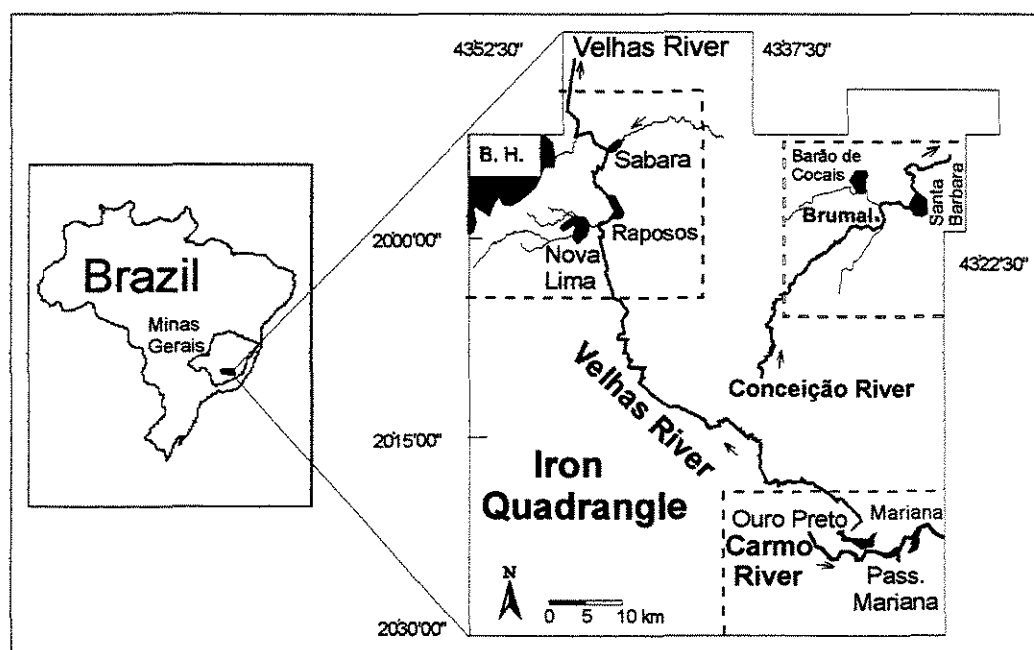 43°52'30"
Velhas River
43°37'30"
B. H.
Sabara
Barão de
Cocais
Brumal
Santa
Barbara
Raposos
20°00'00"
Nova
Lima
43°22'30"
Brazil
Minas
Gerais
Velhas River
Conceição River
20°15'00"
Iron
Quadrangle
Ouro Preto
Mariana
Carmo
River
Pass.
Mariana
N
0 5 10 km
20°30'00"